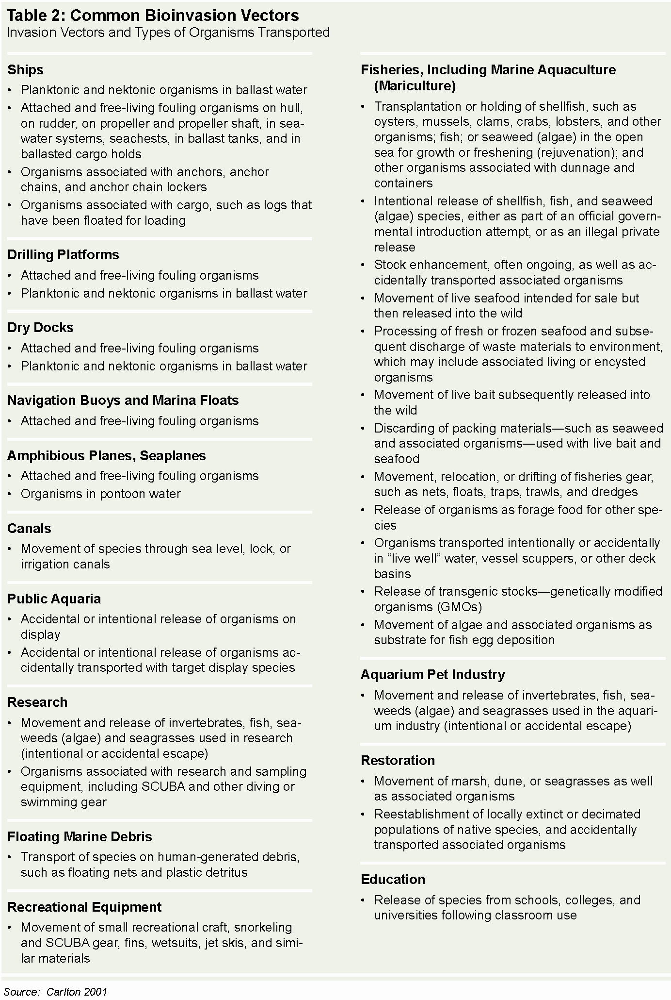 Table 2: Common Bioinvasion Vectors
Invasion Vectors and Types of Organisms Transported
Ships
• Planktonic and nektonic organisms in ballast water
• Attached and free-living fouling organisms on hull,
on rudder, on propeller and propeller shaft, in sea-
water systems, seachests, in ballast tanks, and in
ballasted cargo holds
• Organisms associated with anchors, anchor
chains, and anchor chain lockers
• Organisms associated with cargo, such as logs that
have been floated for loading
Drilling Platforms
• Attached and free-living fouling organisms
• Planktonic and nektonic organisms in ballast water
Dry Docks
• Attached and free-living fouling organisms
• Planktonic and nektonic organisms in ballast water
Navigation Buoys and Marina Floats
• Attached and free-living fouling organisms
Amphibious Planes, Seaplanes
• Attached and free-living fouling organisms
• Organisms in pontoon water
Canals
• Movement of species through sea level, lock, or
irrigation canals
Public Aquaria
• Accidental or intentional release of organisms on
display
• Accidental or intentional release of organisms ac-
cidentally transported with target display species
Research
• Movement and release of invertebrates, fish, sea-
weeds (algae) and seagrasses used in research
(intentional or accidental escape)
• Organisms associated with research and sampling
equipment, including SCUBA and other diving or
swimming gear
Floating Marine Debris
• Transport of species on human-generated debris,
such as floating nets and plastic detritus
Recreational Equipment
• Movement of small recreational craft, snorkeling
and SCUBA gear, fins, wetsuits, jet skis, and simi-
lar materials
Fisheries, Including Marine Aquaculture
(Mariculture)
• Transplantation or holding of shellfish, such as
oysters, mussels, clams, crabs, lobsters, and other
organisms; fish; or seaweed (algae) in the open
sea for growth or freshening (rejuvenation); and
other organisms associated with dunnage and
containers
• Intentional release of shellfish, fish, and seaweed
(algae) species, either as part of an official govern-
mental introduction attempt, or as an illegal private
release
• Stock enhancement, often ongoing, as well as ac-
cidentally transported associated organisms
• Movement of live seafood intended for sale but
then released into the wild
• Processing of fresh or frozen seafood and subse-
quent discharge of waste materials to environment,
which may include associated living or encysted
organisms
• Movement of live bait subsequently released into
the wild
• Discarding of packing materials—such as seaweed
and associated organisms—used with live bait and
seafood
• Movement, relocation, or drifting of fisheries gear,
such as nets, floats, traps, trawls, and dredges
• Release of organisms as forage food for other spe-
cies
• Organisms transported intentionally or accidentally
in “live well” water, vessel scuppers, or other deck
basins
• Release of transgenic stocks—genetically modified
organisms (GMOs)
• Movement of algae and associated organisms as
substrate for fish egg deposition
Aquarium Pet Industry
• Movement and release of invertebrates, fish, sea-
weeds (algae) and seagrasses used in the aquari-
um industry (intentional or accidental escape)
Restoration
• Movement of marsh, dune, or seagrasses as well
as associated organisms
• Reestablishment of locally extinct or decimated
populations of native species, and accidentally
transported associated organisms
Education
• Release of species from schools, colleges, and
universities following classroom use
Source: Carlton 2001